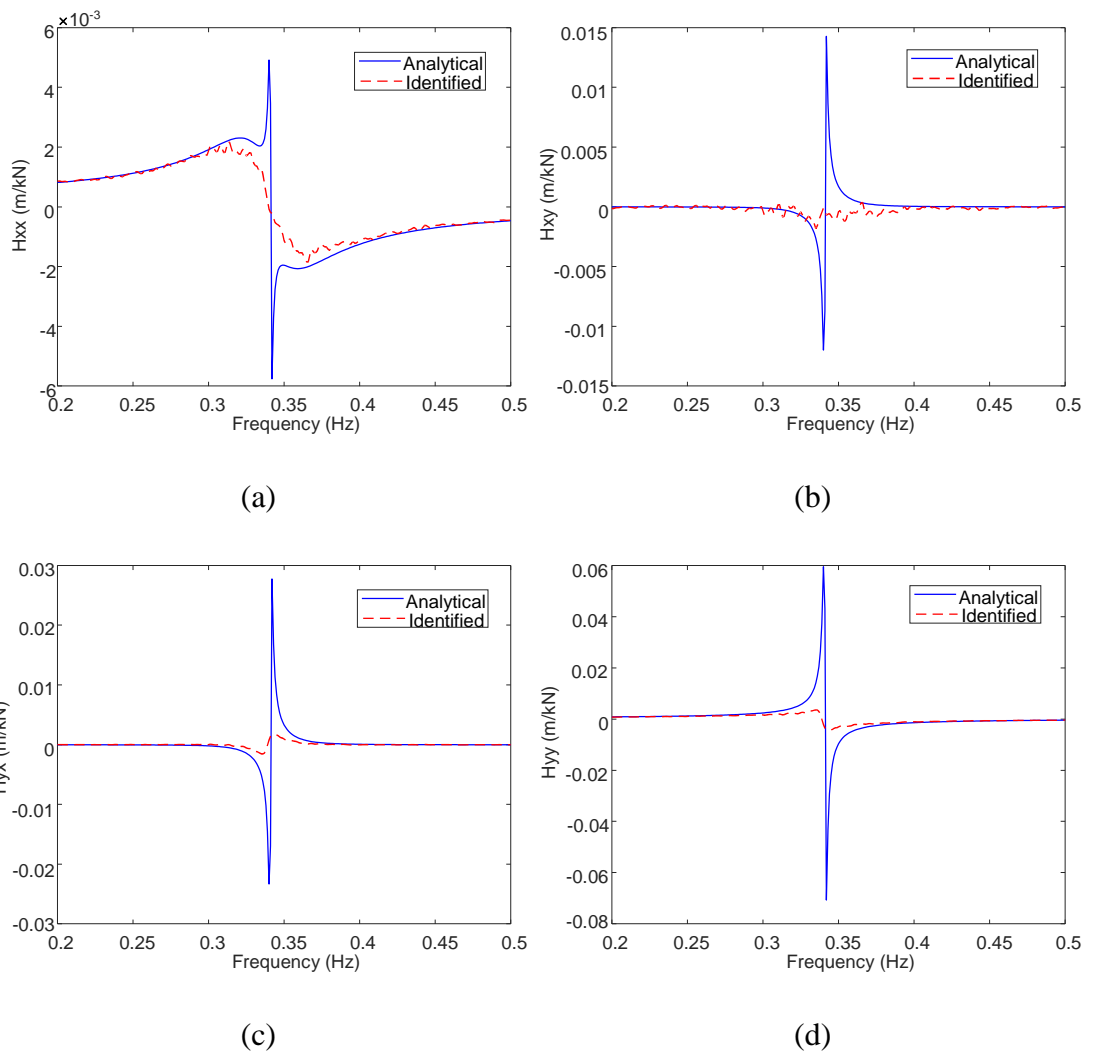 ×10-3
6
4
2
0
-2
-4
-6
Hxx (m/kN)
0.2 0.25 0.3 0.35 0.4 0.45 0.5
Frequency (Hz)
Analytical
Identified
(a)
0.015
0.01
0.005
0
-0.005
-0.01
-0.015
Hxy (m/kN)
0.2 0.25 0.3 0.35 0.4 0.45 0.5
Frequency (Hz)
Analytical
Identified
(b)
0.03
0.02
0.01
0
-0.01
-0.02
-0.03
Hyx (m/kN)
0.2 0.25 0.3 0.35 0.4 0.45 0.5
Frequency (Hz)
Analytical
Identified
(c)
0.06
0.04
0.02
0
-0.02
-0.04
-0.06
-0.08
Hyy (m/kN)
0.2 0.25 0.3 0.35 0.4 0.45 0.5
Frequency (Hz)
Analytical
Identified
(d)